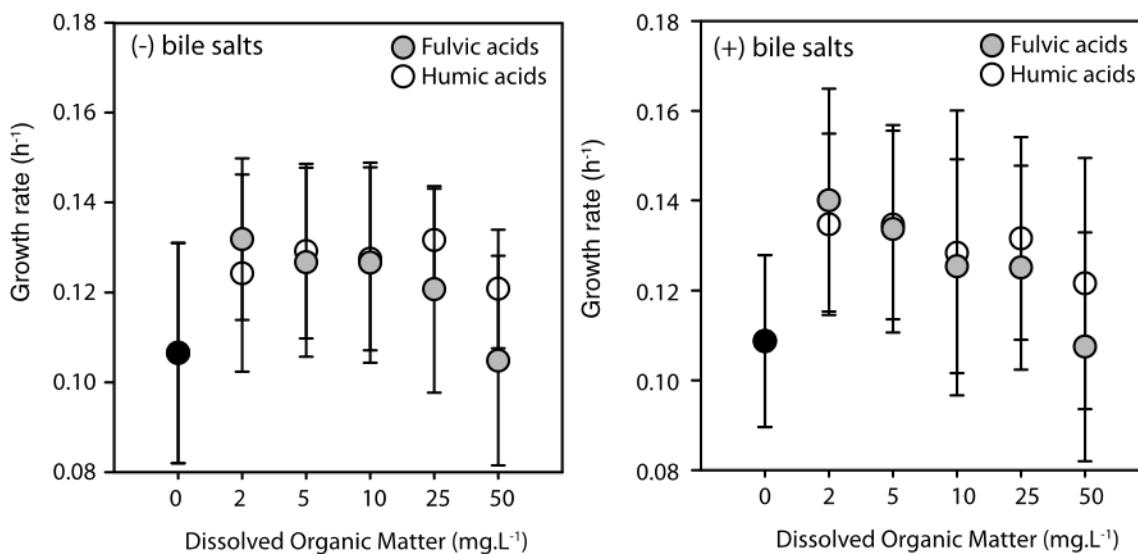 (-) bile salts
Fulvic acids
Humic acids
Growth rate (h⁻¹)
0.18
0.16
0.14
0.12
0.10
0.08
0 2 5 10 25 50
Dissolved Organic Matter (mg.L⁻¹)
(+) bile salts
Fulvic acids
Humic acids
Growth rate (h⁻¹)
0.18
0.16
0.14
0.12
0.10
0.08
0 2 5 10 25 50
Dissolved Organic Matter (mg.L⁻¹)